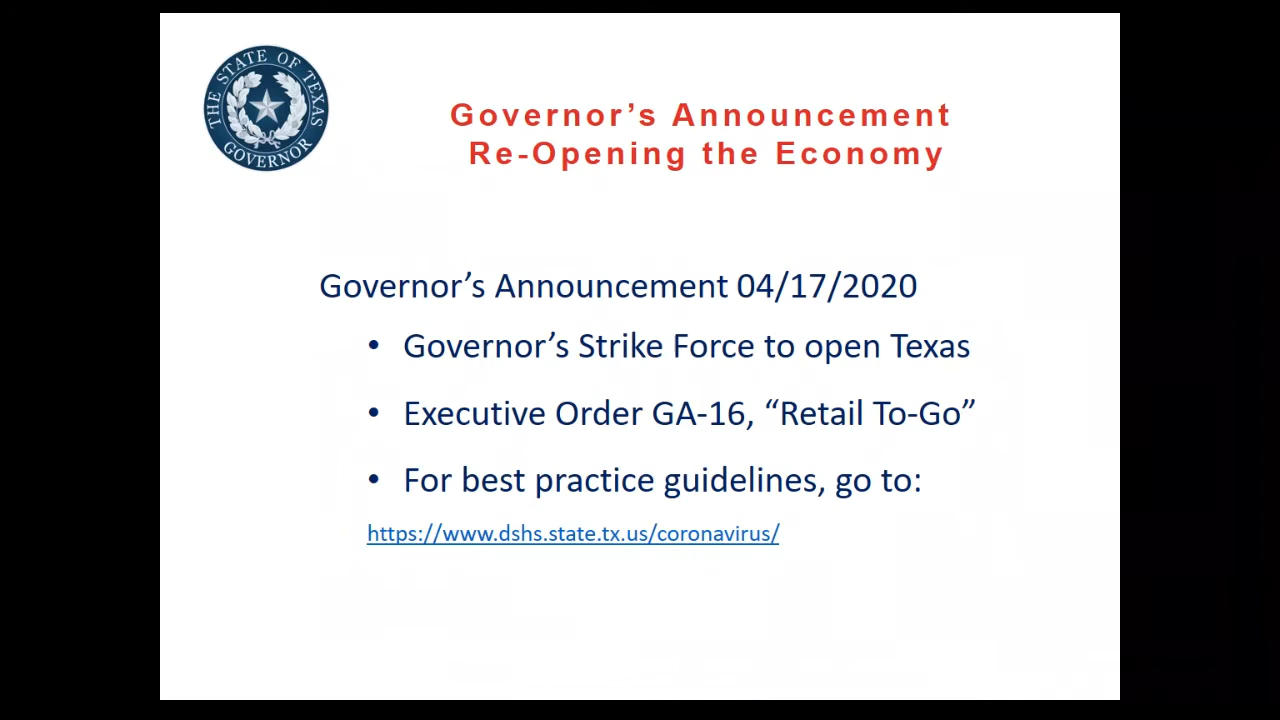 THE STATE OF TEXAS
GOVERNOR
Governor’s Announcement
Re-Opening the Economy
Governor’s Announcement 04/17/2020
• Governor’s Strike Force to open Texas
• Executive Order GA-16, “Retail To-Go”
• For best practice guidelines, go to:
https://www.dshs.state.tx.us/coronavirus/